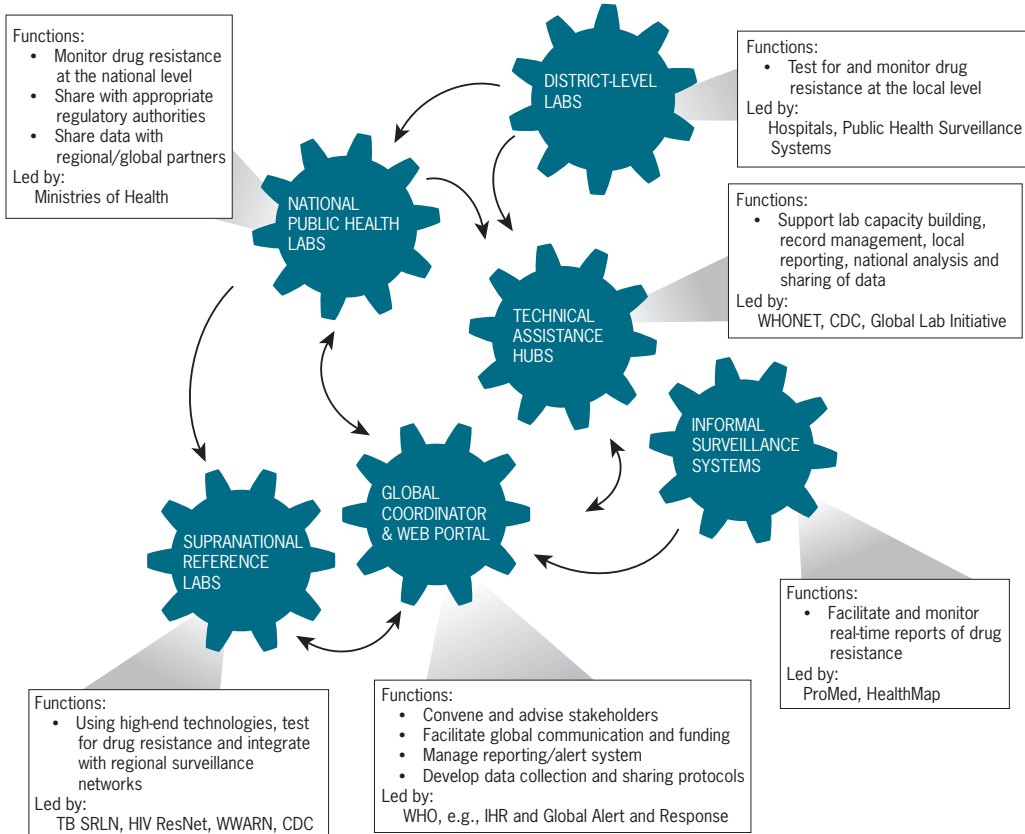 Functions:
• Monitor drug resistance
at the national level
• Share with appropriate
regulatory authorities
• Share data with
regional/global partners
Led by:
Ministries of Health
DISTRICT-LEVEL
LABS
Functions:
• Test for and monitor drug
resistance at the local level
Led by:
Hospitals, Public Health Surveillance
Systems
NATIONAL
PUBLIC HEALTH
LABS
Functions:
• Support lab capacity building,
record management, local
reporting, national analysis and
sharing of data
Led by:
WHONET, CDC, Global Lab Initiative
TECHNICAL
ASSISTANCE
HUBS
INFORMAL
SURVEILLANCE
SYSTEMS
GLOBAL
COORDINATOR
& WEB PORTAL
SUPRANATIONAL
REFERENCE
LABS
Functions:
• Facilitate and monitor
real-time reports of drug
resistance
Led by:
ProMed, HealthMap
Functions:
• Using high-end technologies, test
for drug resistance and integrate
with regional surveillance
networks
Led by:
TB SRLN, HIV ResNet, WWARN, CDC
Functions:
• Convene and advise stakeholders
• Facilitate global communication and funding
• Manage reporting/alert system
• Develop data collection and sharing protocols
Led by:
WHO, e.g., IHR and Global Alert and Response